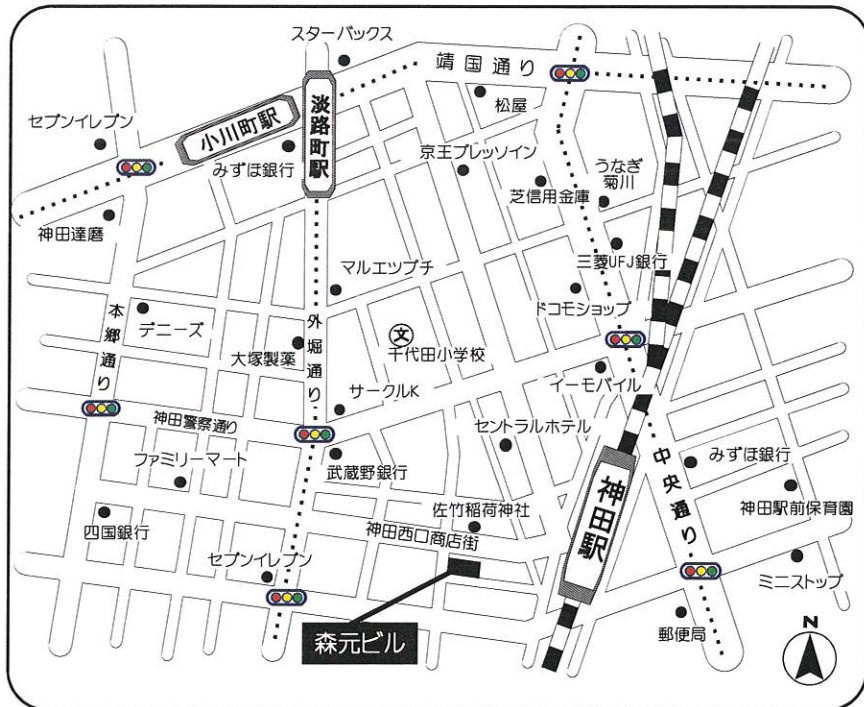 スターバックス
靖国通り
松屋
セブンイレブン
小川町駅
淡路町駅
みずほ銀行
京王プレッソイン
うなぎ
菊川
芝信用金庫
神田達磨
三菱UFJ銀行
マルエツプチ
ドコモショップ
本郷通り
デニーズ
外堀通り
文
千代田小学校
大塚製薬
イーモバイル
サークルK
神田警察通り
セントラルホテル
中央通り
ファミリーマート
武蔵野銀行
みずほ銀行
神田駅
佐竹稲荷神社
神田駅前保育園
四国銀行
神田西口商店街
セブンイレブン
ミニストップ
森元ビル
郵便局
N